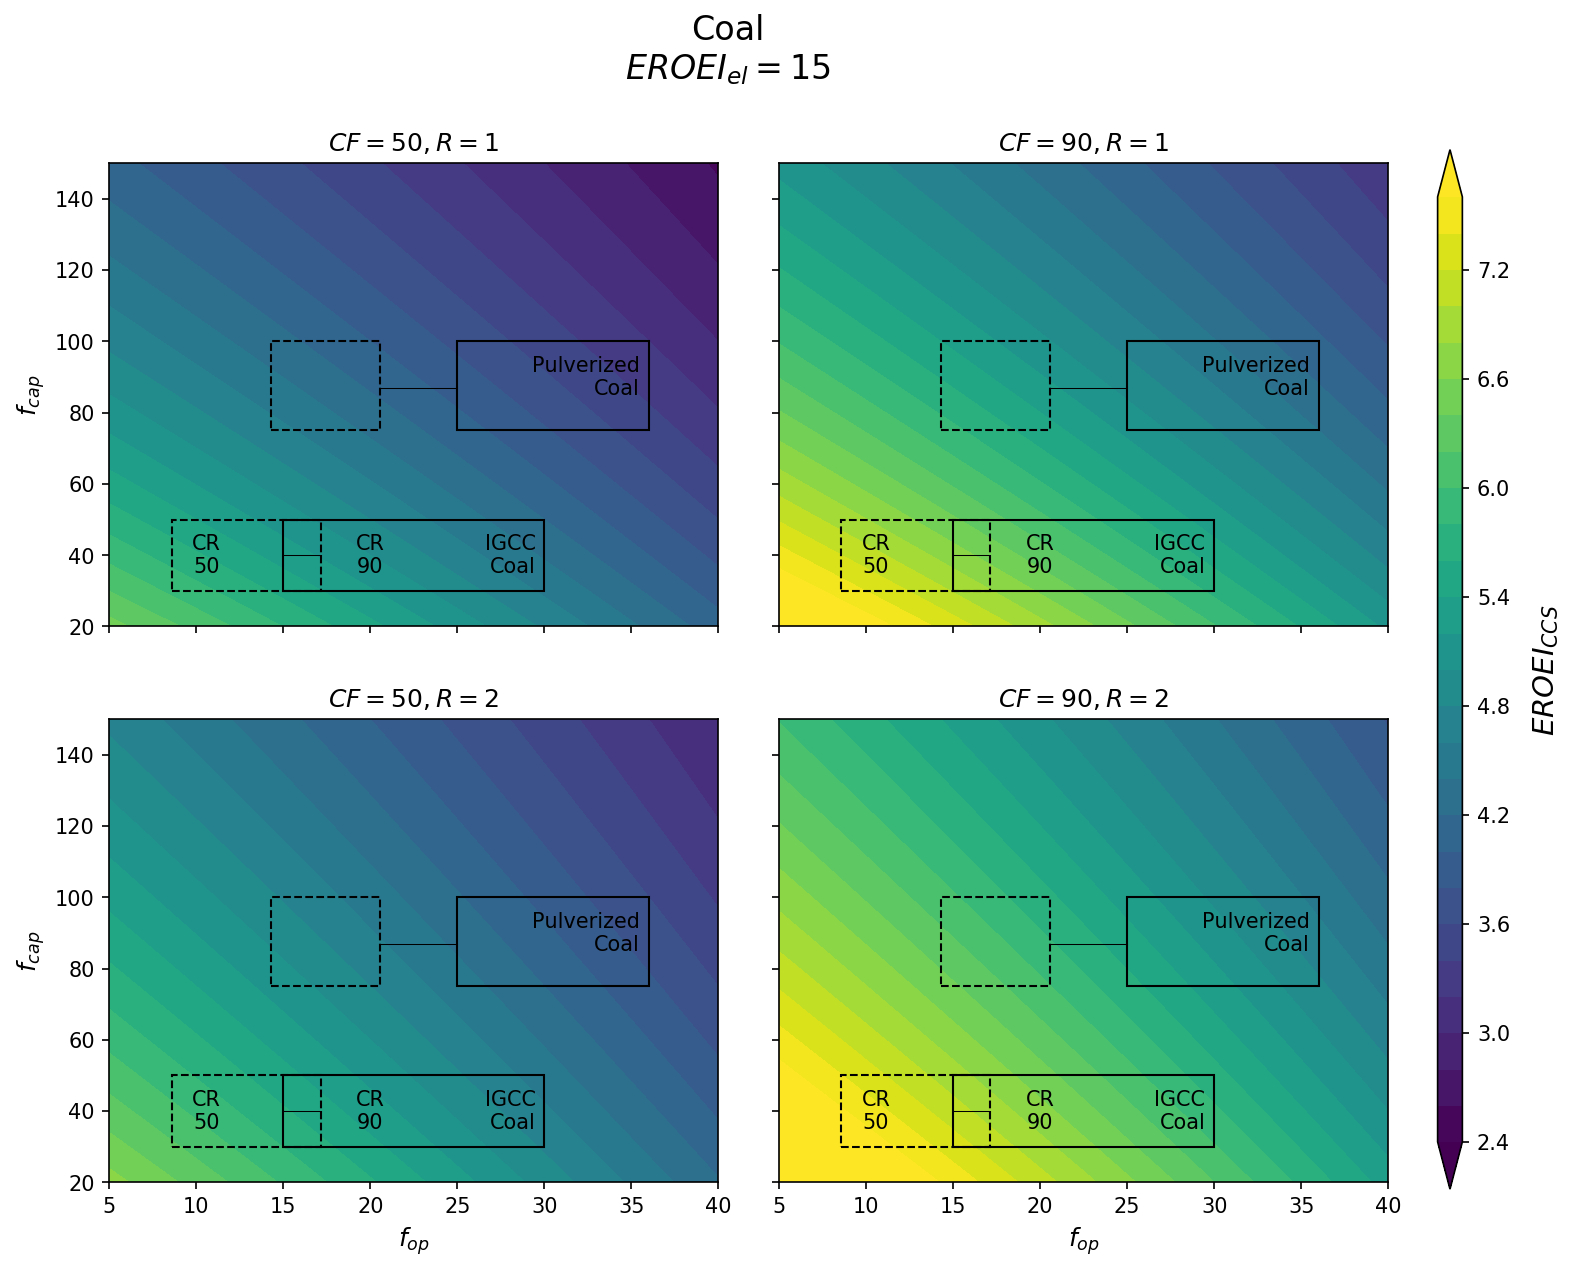 Coal
EROEI_el = 15
CF = 50, R = 1
CF = 90, R = 1
140
120
100
80
60
40
20
f_cap
Pulverized
Coal
CR
50
CR
90
IGCC
Coal
Pulverized
Coal
CR
50
CR
90
IGCC
Coal
CF = 50, R = 2
CF = 90, R = 2
140
120
100
80
60
40
20
f_cap
Pulverized
Coal
CR
50
CR
90
IGCC
Coal
5 10 15 20 25 30 35 40
f_op
Pulverized
Coal
CR
50
CR
90
IGCC
Coal
5 10 15 20 25 30 35 40
f_op
7.2
6.6
6.0
5.4
4.8
4.2
3.6
3.0
2.4
EROEI_CCS